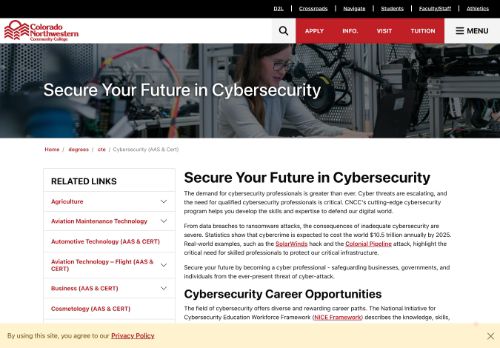 D2L
Crossroads
Navigate
Students
Faculty/Staff
Athletics
Colorado
Northwestern
Community College
APPLY
INFO.
VISIT
TUITION
MENU
Secure Your Future in Cybersecurity
Home / degrees / cte / Cybersecurity (AAS & Cert)
RELATED LINKS
Agriculture
Aviation Maintenance Technology
Automotive Technology (AAS & CERT)
Aviation Technology – Flight (AAS &
CERT)
Business (AAS & CERT)
Cosmetology (AAS & CERT)
Secure Your Future in Cybersecurity
The demand for cybersecurity professionals is greater than ever. Cyber threats are escalating, and
the need for qualified cybersecurity professionals is critical. CNCC's cutting-edge cybersecurity
program helps you develop the skills and expertise to defend our digital world.
From data breaches to ransomware attacks, the consequences of inadequate cybersecurity are
severe. Statistics show that cybercrime is expected to cost the world $10.5 trillion annually by 2025.
Real-world examples, such as the SolarWinds hack and the Colonial Pipeline attack, highlight the
critical need for skilled professionals to protect our critical infrastructure.
Secure your future by becoming a cyber professional - safeguarding businesses, governments, and
individuals from the ever-present threat of cyber-attack.
Cybersecurity Career Opportunities
The field of cybersecurity offers diverse and rewarding career paths. The National Initiative for
Cybersecurity Education Workforce Framework (NICE Framework) describes the knowledge, skills,
By using this site, you agree to our Privacy Policy